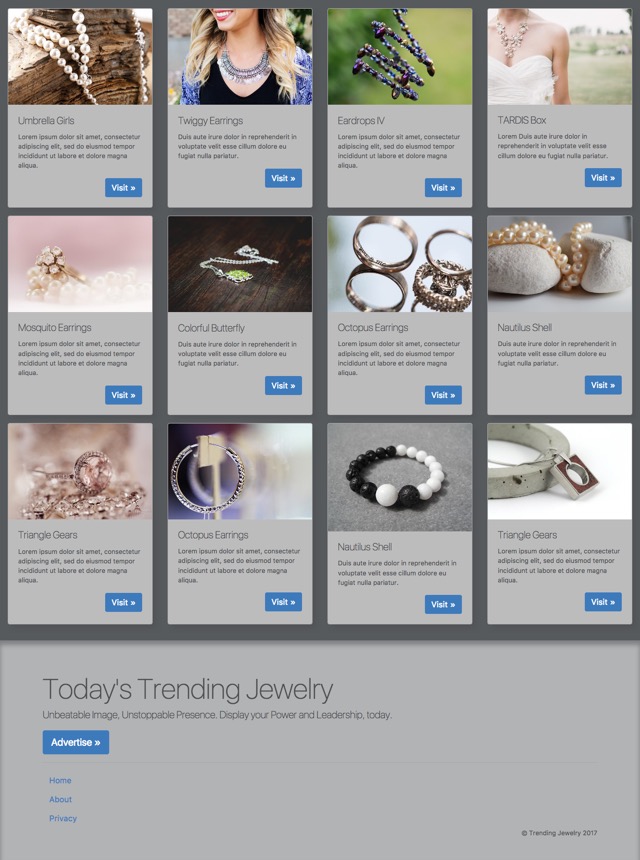 Umbrella Girls
Lorem ipsum dolor sit amet, consectetur
adipiscing elit, sed do eiusmod tempor
incididunt ut labore et dolore magna
aliqua.
Visit »
Twiggy Earrings
Duis aute irure dolor in reprehenderit in
voluptate velit esse cillum dolore eu
fugiat nulla pariatur.
Visit »
Eardrops IV
Lorem ipsum dolor sit amet, consectetur
adipiscing elit, sed do eiusmod tempor
incididunt ut labore et dolore magna
aliqua.
Visit »
TARDIS Box
Lorem Duis aute irure dolor in
reprehenderit in voluptate velit esse
cillum dolore eu fugiat nulla pariatur.
Visit »
Mosquito Earrings
Lorem ipsum dolor sit amet, consectetur
adipiscing elit, sed do eiusmod tempor
incididunt ut labore et dolore magna
aliqua.
Visit »
Colorful Butterfly
Duis aute irure dolor in reprehenderit in
voluptate velit esse cillum dolore eu
fugiat nulla pariatur.
Visit »
Octopus Earrings
Lorem ipsum dolor sit amet, consectetur
adipiscing elit, sed do eiusmod tempor
incididunt ut labore et dolore magna
aliqua.
Visit »
Nautilus Shell
Duis aute irure dolor in reprehenderit in
voluptate velit esse cillum dolore eu
fugiat nulla pariatur.
Visit »
Triangle Gears
Lorem ipsum dolor sit amet, consectetur
adipiscing elit, sed do eiusmod tempor
incididunt ut labore et dolore magna
aliqua.
Visit »
Octopus Earrings
Lorem ipsum dolor sit amet, consectetur
adipiscing elit, sed do eiusmod tempor
incididunt ut labore et dolore magna
aliqua.
Visit »
Nautilus Shell
Duis aute irure dolor in reprehenderit in
voluptate velit esse cillum dolore eu
fugiat nulla pariatur.
Visit »
Triangle Gears
Lorem ipsum dolor sit amet, consectetur
adipiscing elit, sed do eiusmod tempor
incididunt ut labore et dolore magna
aliqua.
Visit »
Today's Trending Jewelry
Unbeatable Image, Unstoppable Presence. Display your Power and Leadership, today.
Advertise »
Home
About
Privacy
© Trending Jewelry 2017